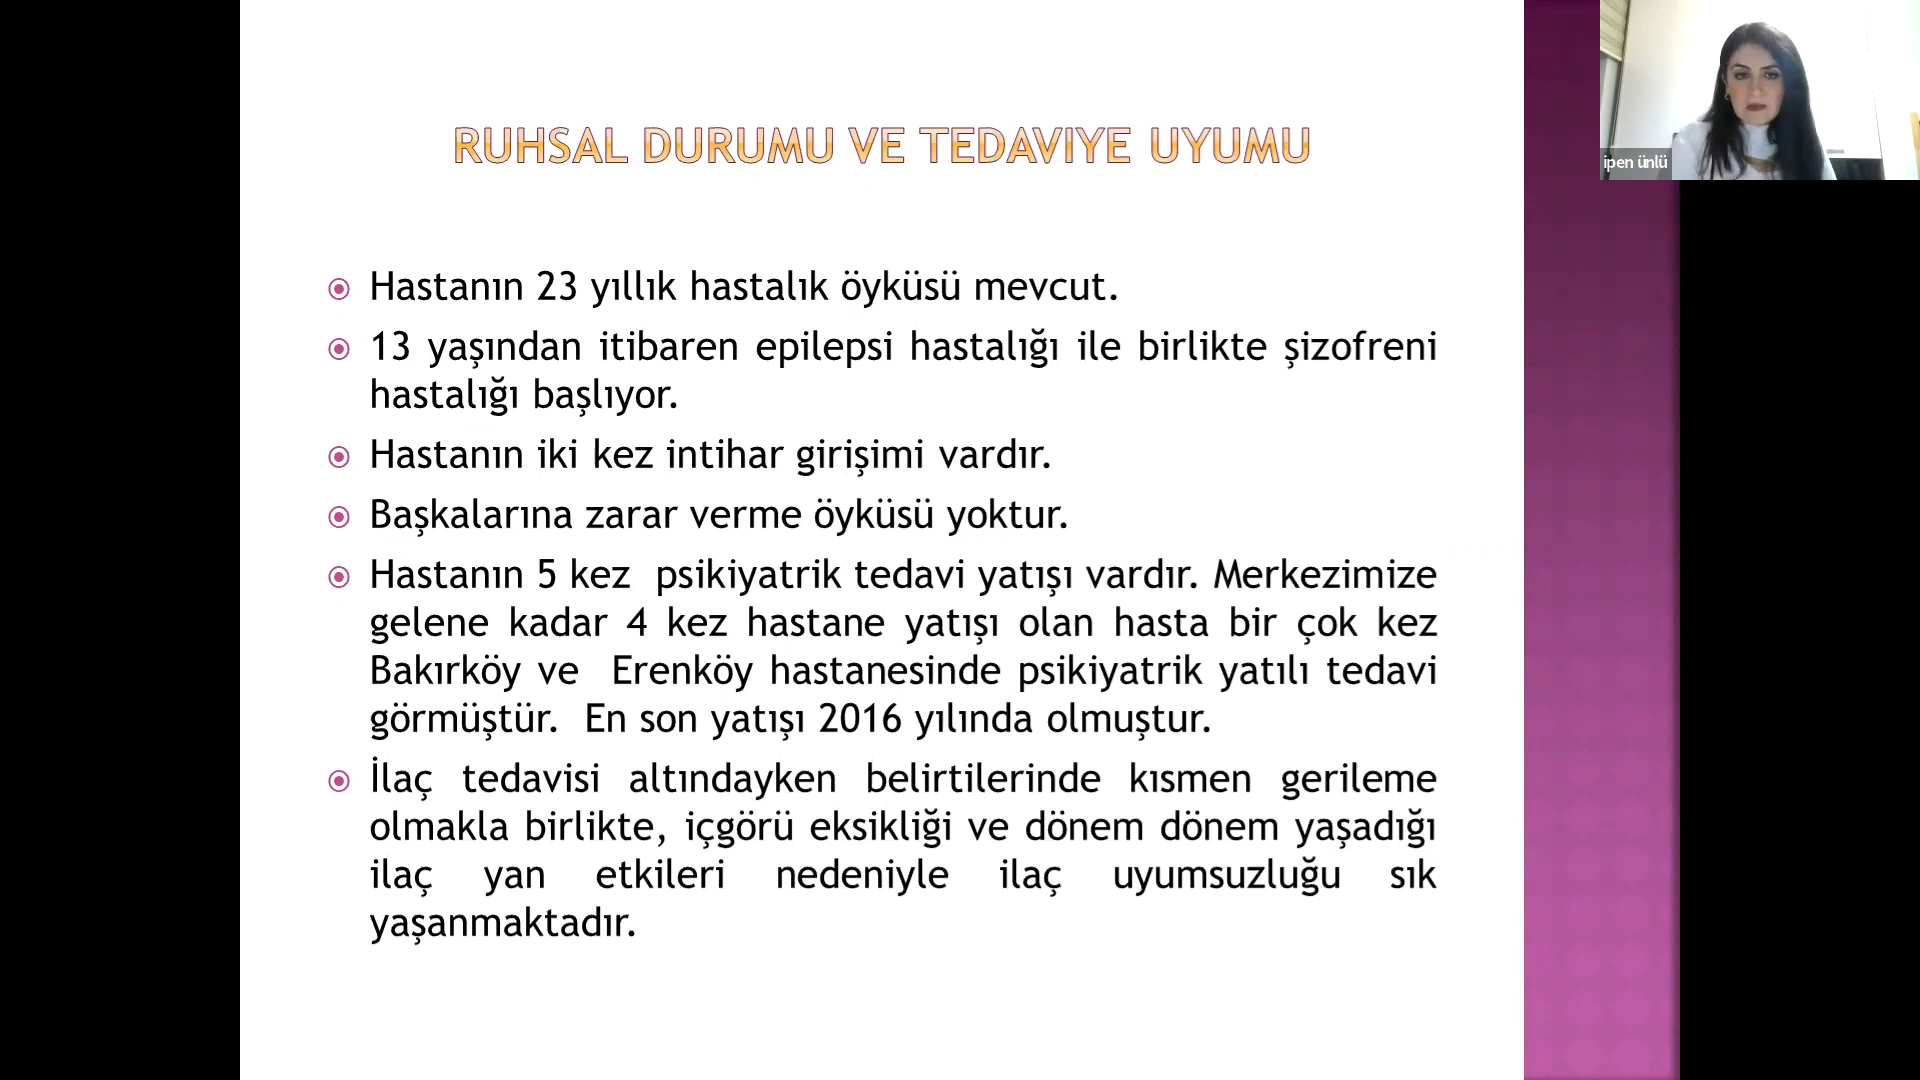 RUHSAL DURUMU VE TEDAVIYE UYUMU
Hastanın 23 yıllık hastalık öyküsü mevcut.
13 yaşından itibaren epilepsi hastalığı ile birlikte şizofreni
hastalığı başlıyor.
Hastanın iki kez intihar girişimi vardır.
Başkalarına zarar verme öyküsü yoktur.
Hastanın 5 kez psikiyatrik tedavi yatışı vardır. Merkezimize
gelene kadar 4 kez hastane yatışı olan hasta bir çok kez
Bakırköy ve Erenköy hastanesinde psikiyatrik yatılı tedavi
görmüştür. En son yatışı 2016 yılında olmuştur.
İlaç tedavisi altındayken belirtilerinde kısmen gerileme
olmakla birlikte, içgörü eksikliği ve dönem dönem yaşadığı
ilaç yan etkileri nedeniyle ilaç uyumsuzluğu sık
yaşanmaktadır.
ipen ünlü